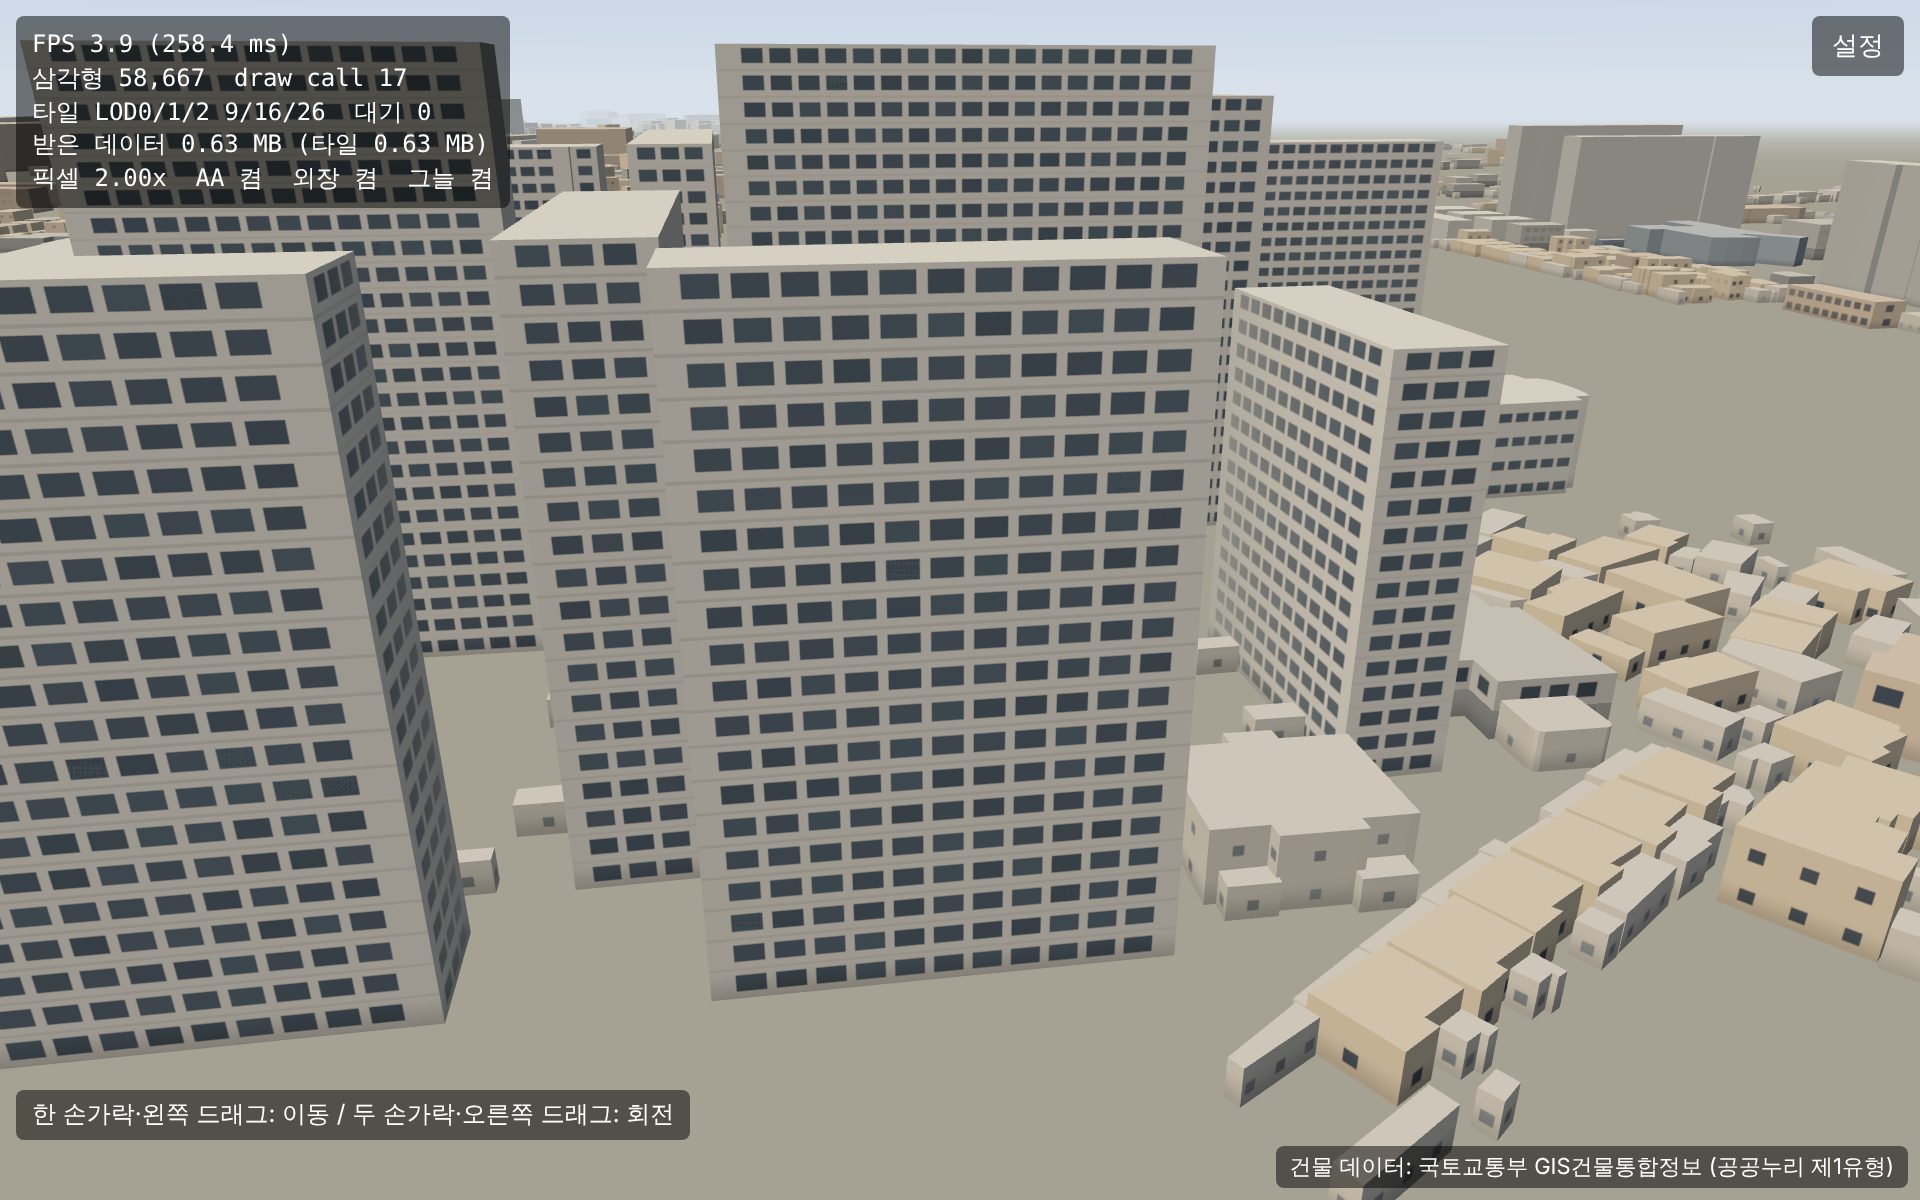 FPS 3.9 (258.4 ms)
삼각형 58,667 draw call 17
타일 LOD0/1/2 9/16/26 대기 0
받은 데이터 0.63 MB (타일 0.63 MB)
픽셀 2.00x AA 켬 외장 켬 그늘 켬
설정
한 손가락·왼쪽 드래그: 이동 / 두 손가락·오른쪽 드래그: 회전
건물 데이터: 국토교통부 GIS건물통합정보 (공공누리 제1유형)